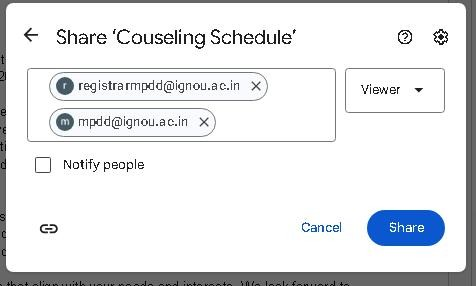 Share ‘Couseling Schedule’
r registrarmpdd@ignou.ac.in
Viewer
m mpdd@ignou.ac.in
Notify people
Cancel Share